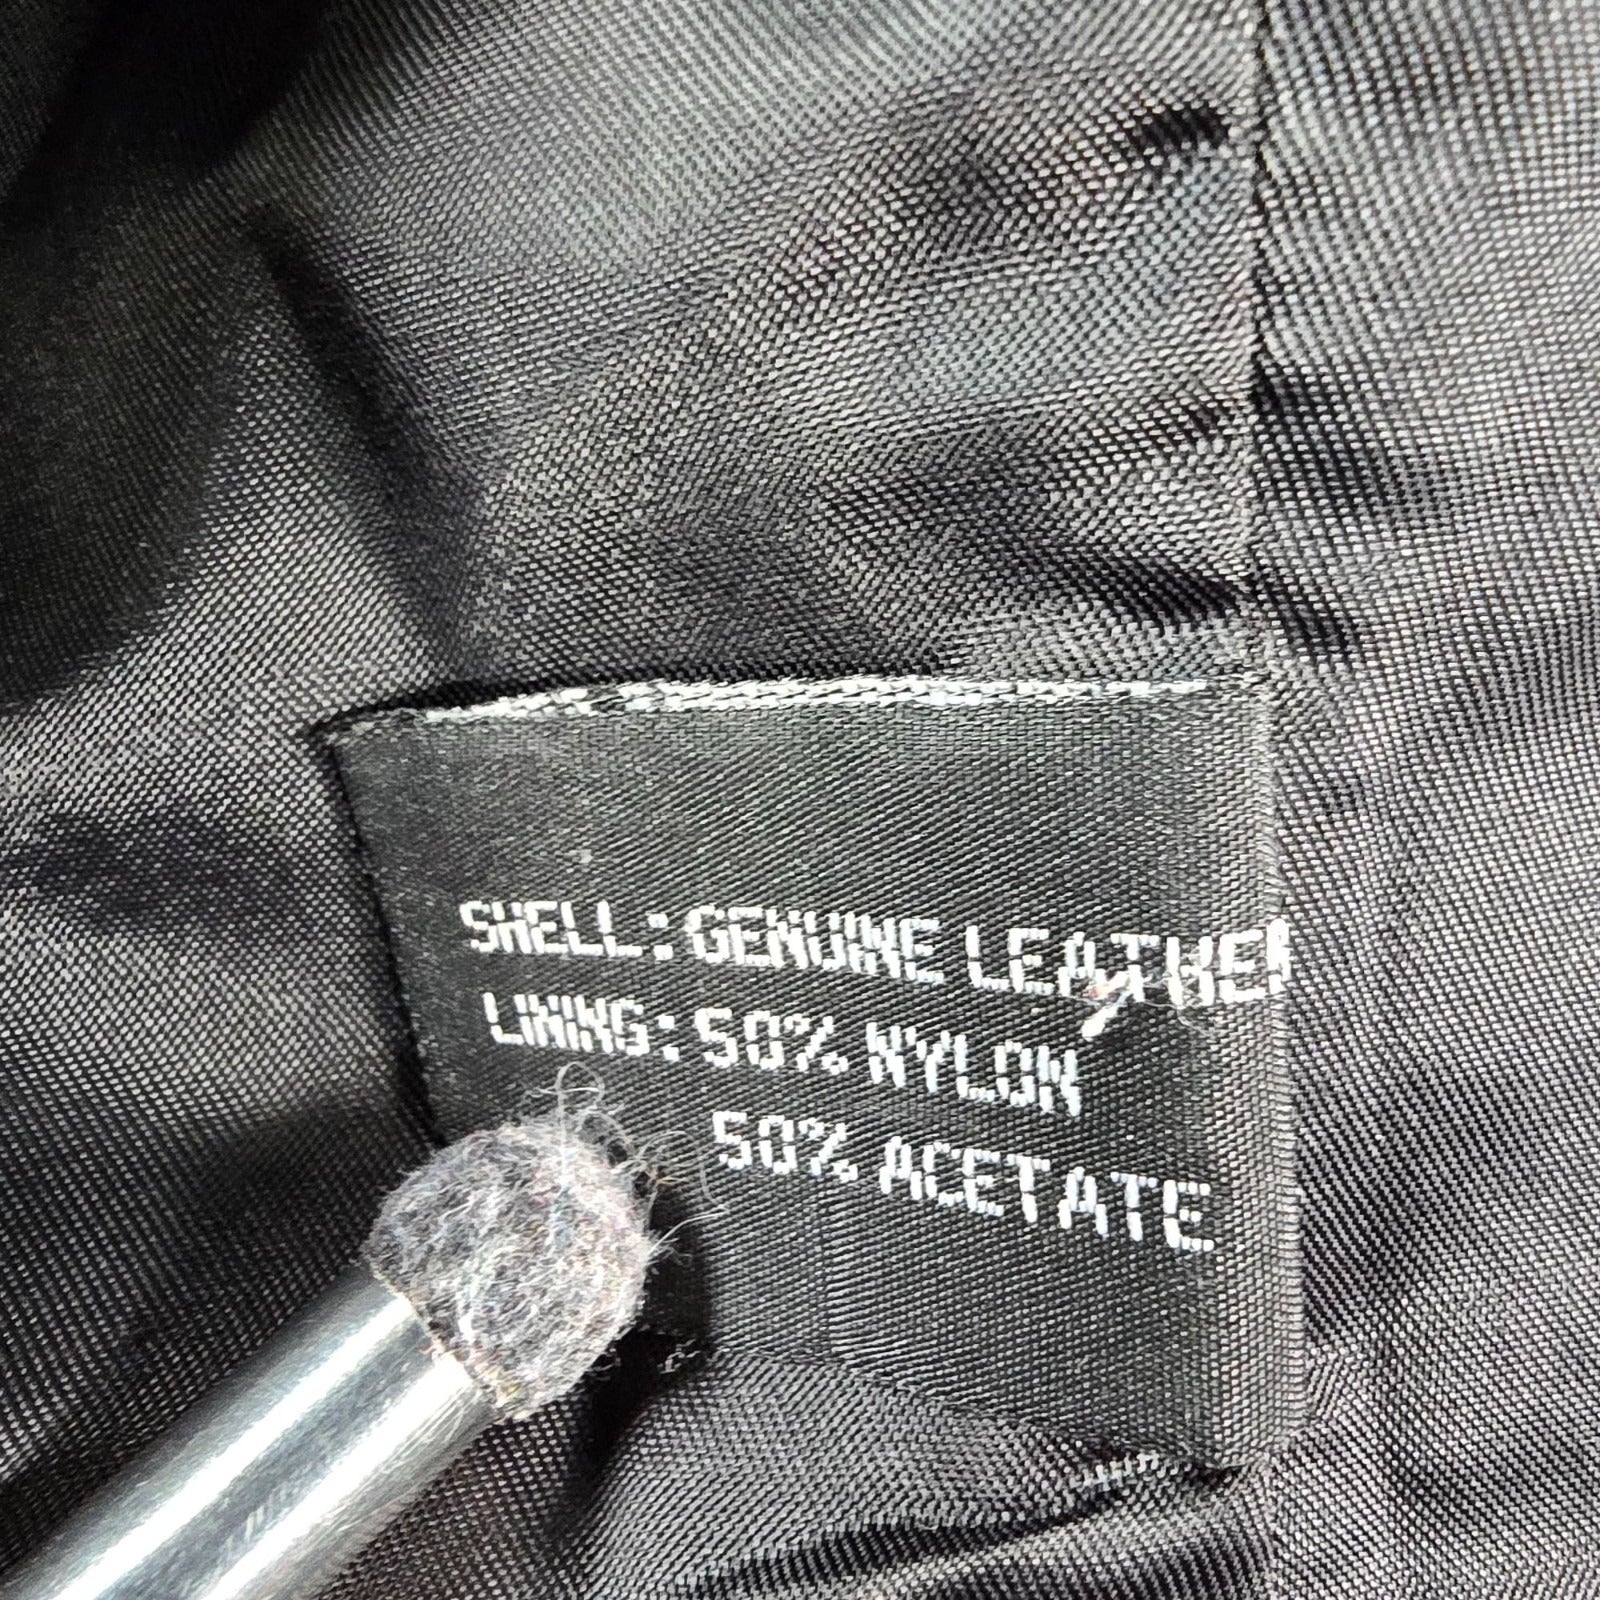 SHELL: GENUINE LEATHER
LINING: 50% NYLON
50% ACETATE